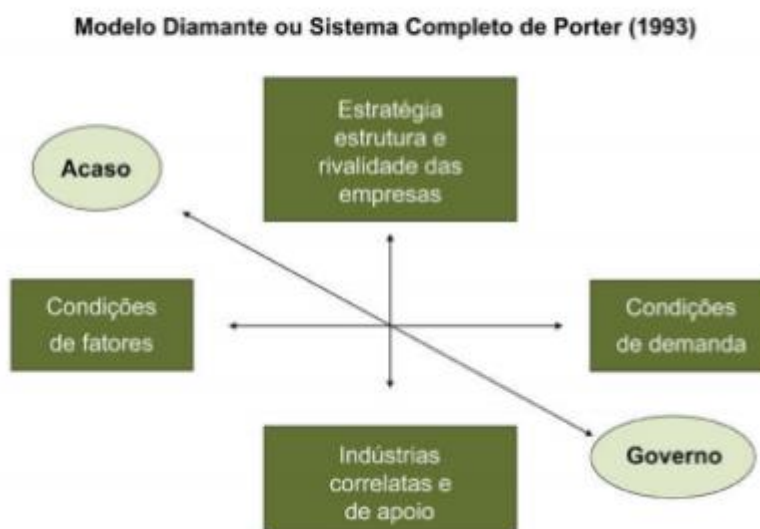 Modelo Diamante ou Sistema Completo de Porter (1993)
Estratégia
estrutura e
rivalidade das
empresas
Acaso
Condições
de fatores
Condições
de demanda
Indústrias
correlatas e
de apoio
Governo